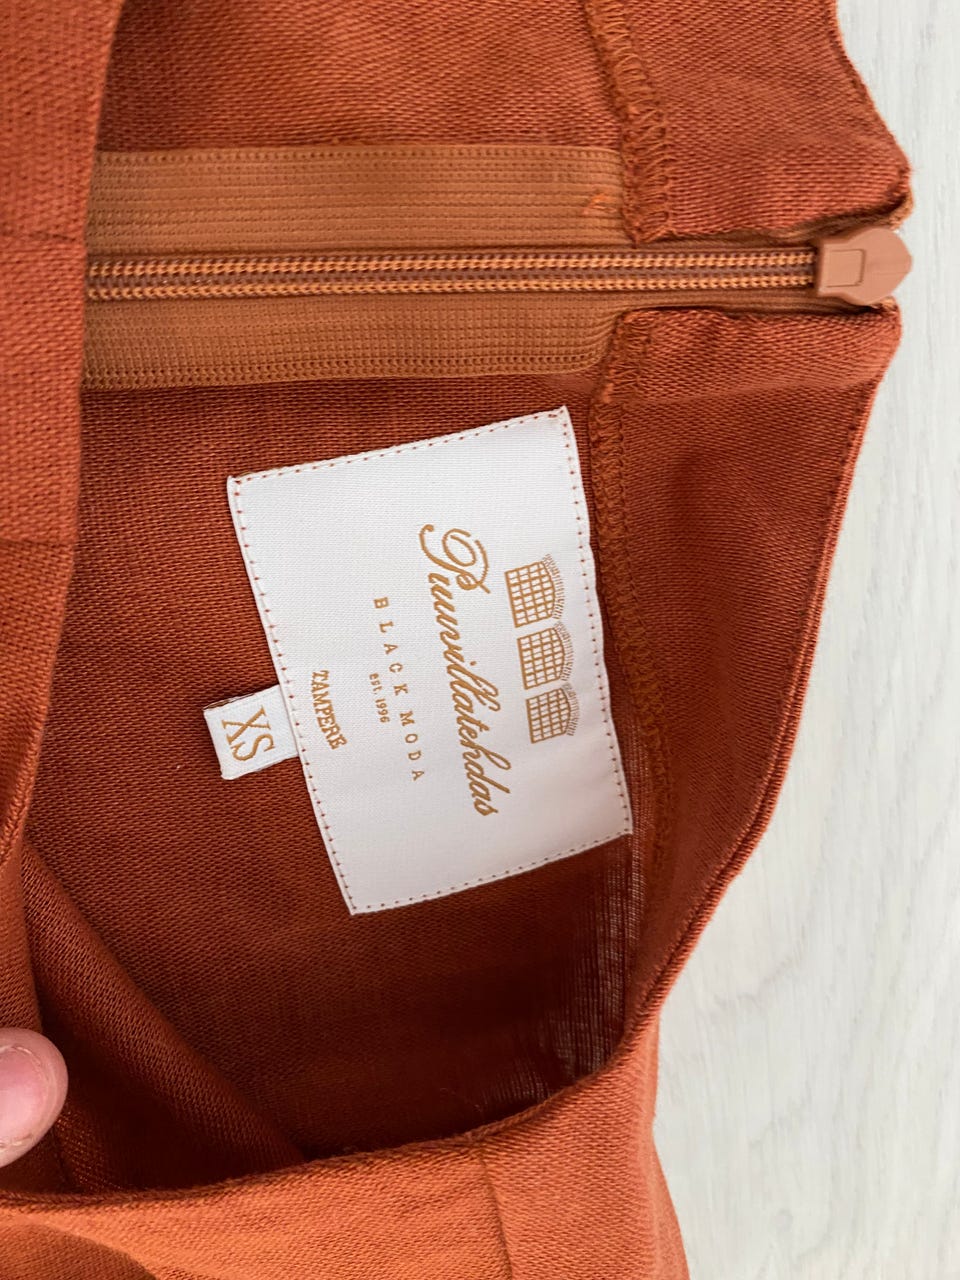 Puuvillatehdas
BLACK MODA
est. 1996
TAMPERE
XS